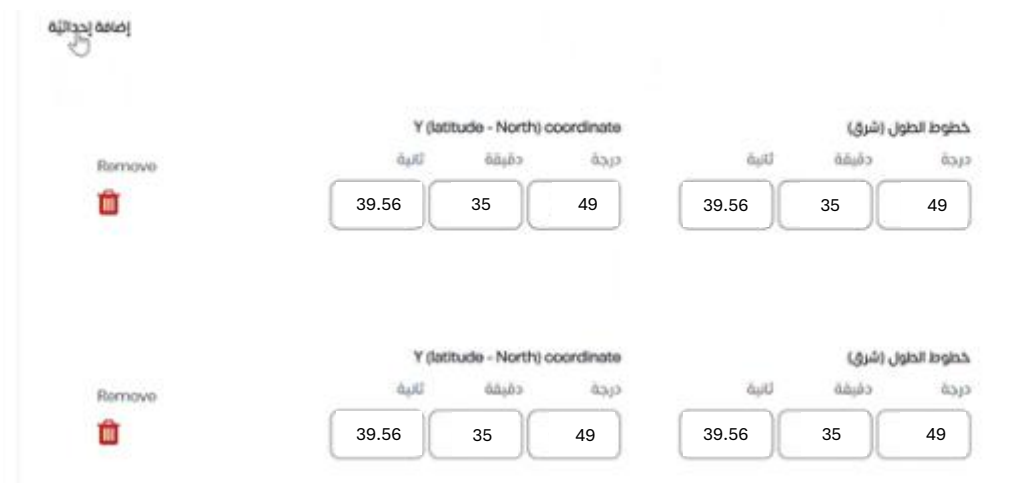 إضافة إحداثية
خطوط الطول (شرق) Y (latitude - North) coordinate
درجة دقيقة ثانية درجة دقيقة ثانية Remove
49 35 39.56 49 35 39.56
خطوط الطول (شرق) Y (latitude - North) coordinate
درجة دقيقة ثانية درجة دقيقة ثانية Remove
49 35 39.56 49 35 39.56